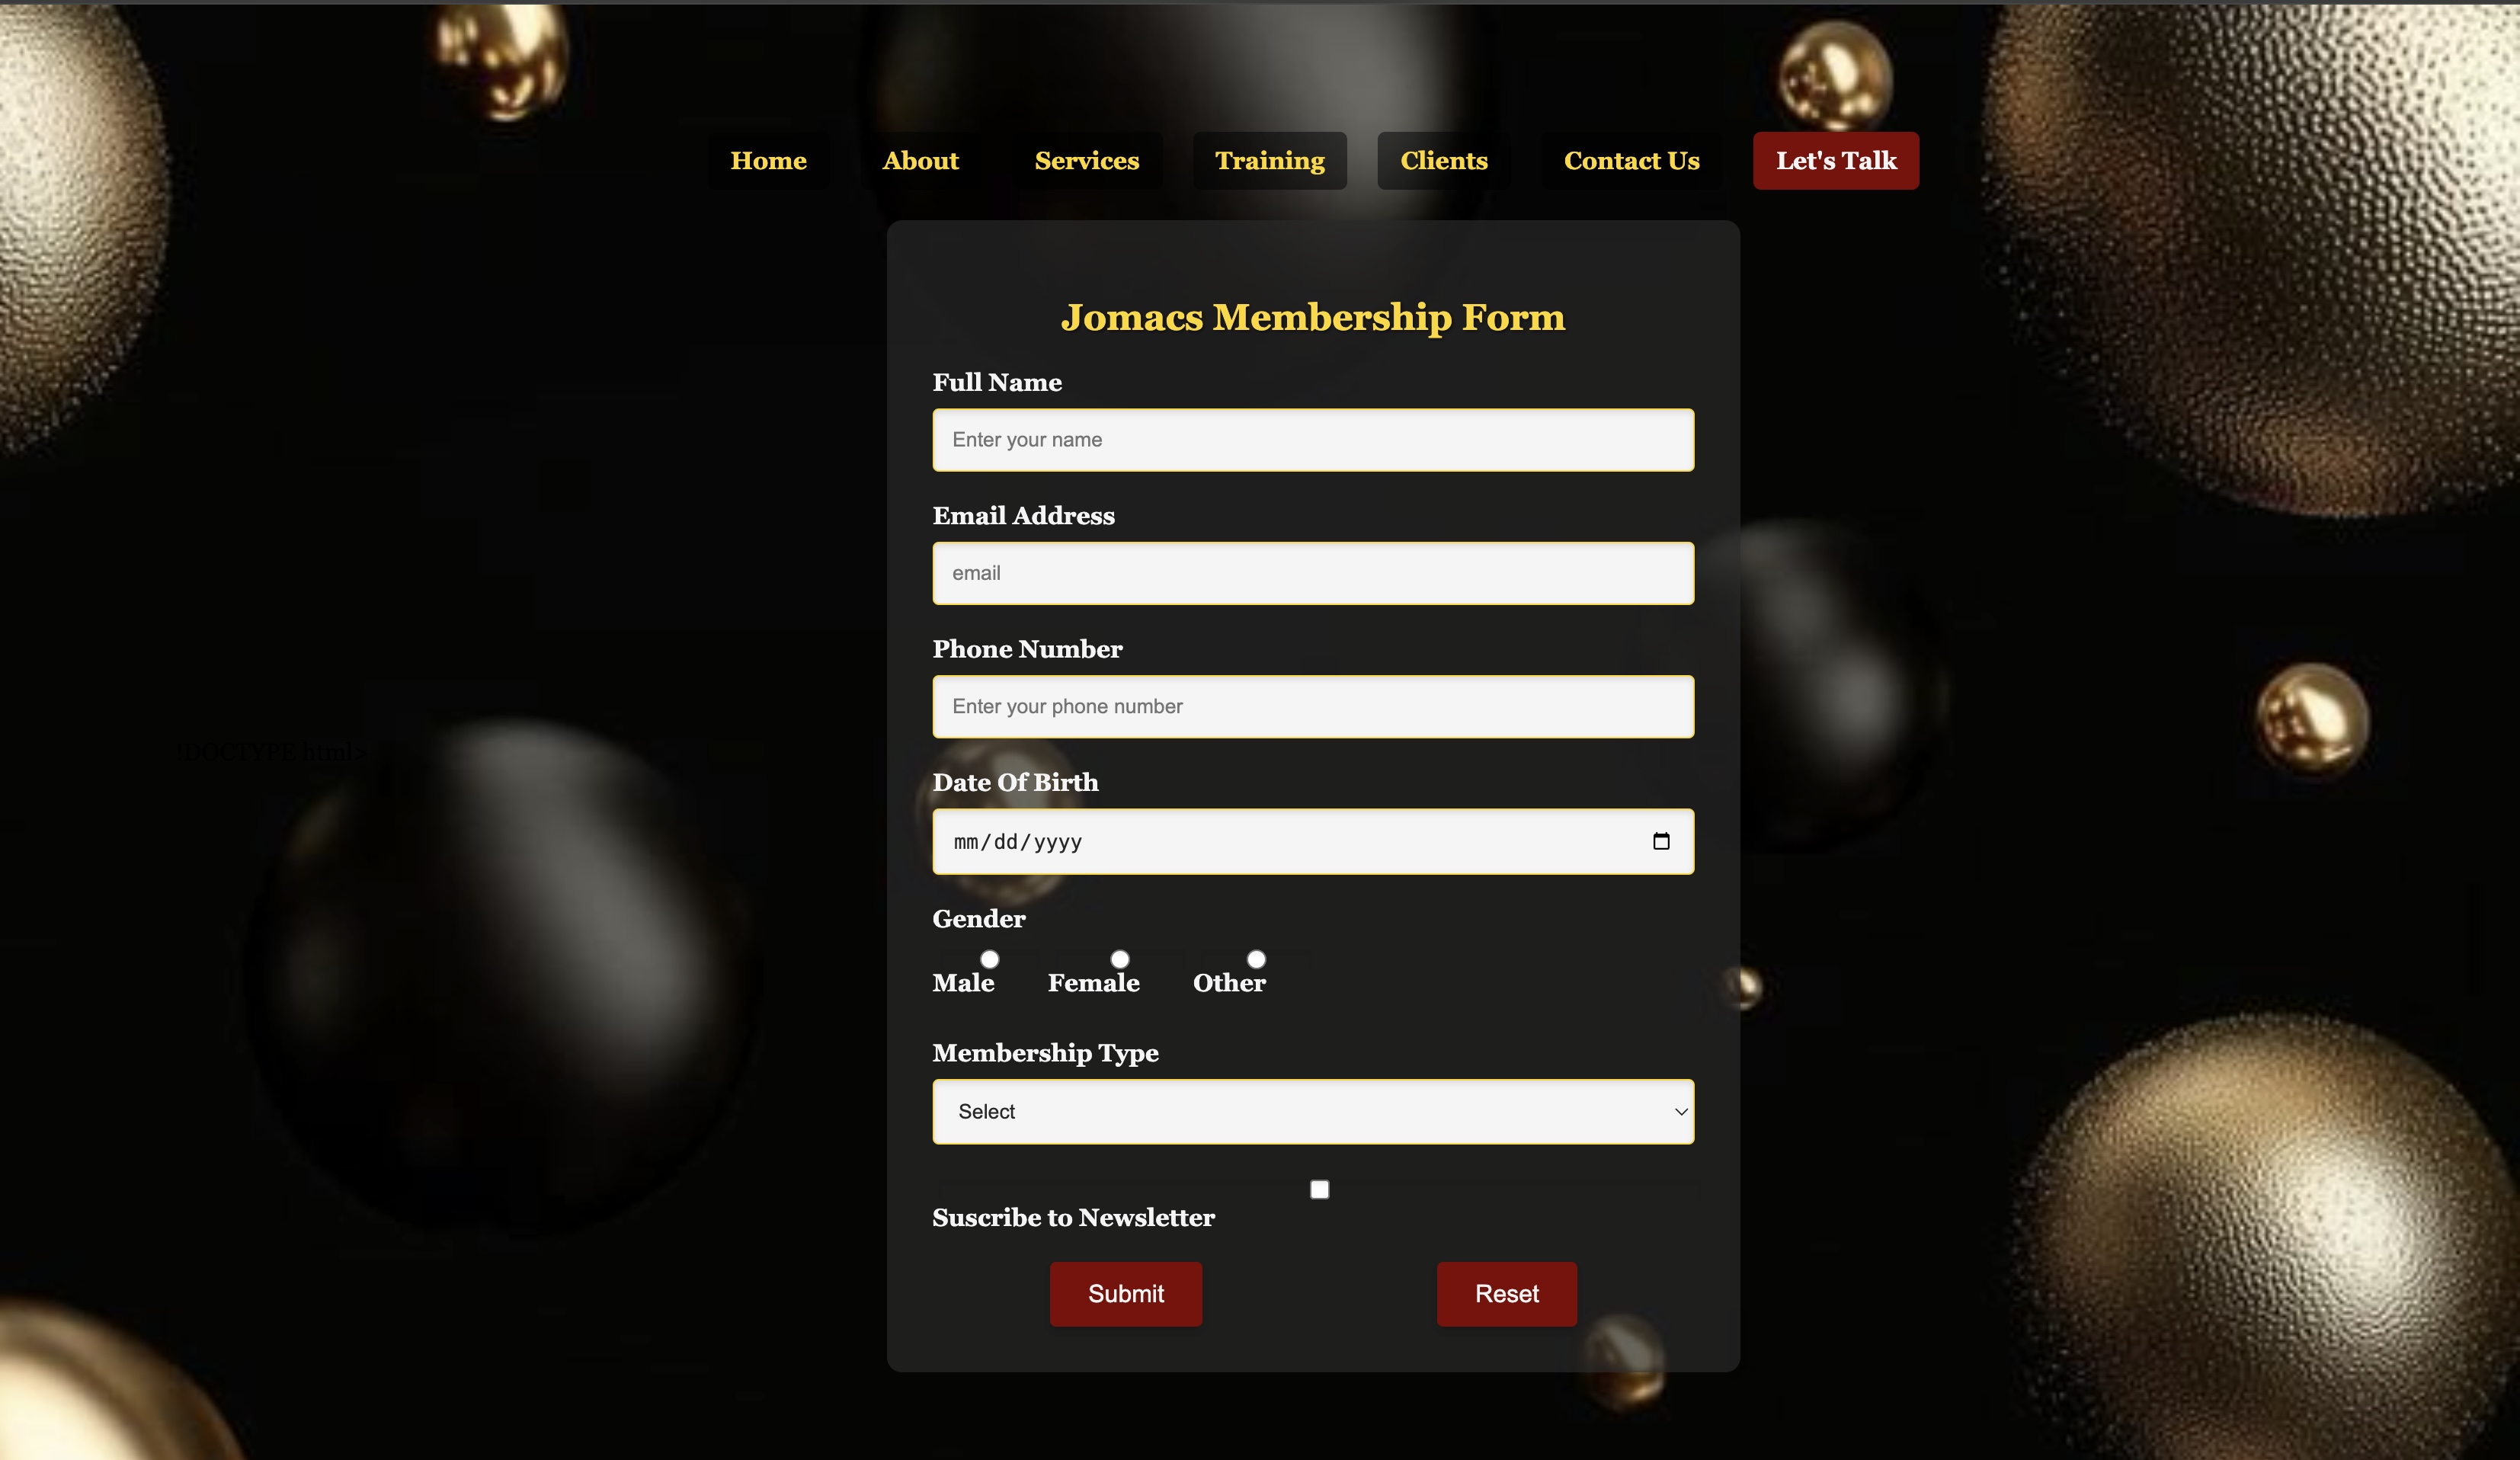 Home About Services Training Clients Contact Us Let's Talk
Jomacs Membership Form
Full Name
Enter your name
Email Address
email
Phone Number
Enter your phone number
!DOCTYPE html>
Date Of Birth
mm/dd/yyyy
Gender
Male Female Other
Membership Type
Select
Suscribe to Newsletter
Submit Reset